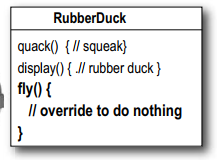 RubberDuck
quack() { // squeak}
display() { .// rubber duck }
fly() {
// override to do nothing
}